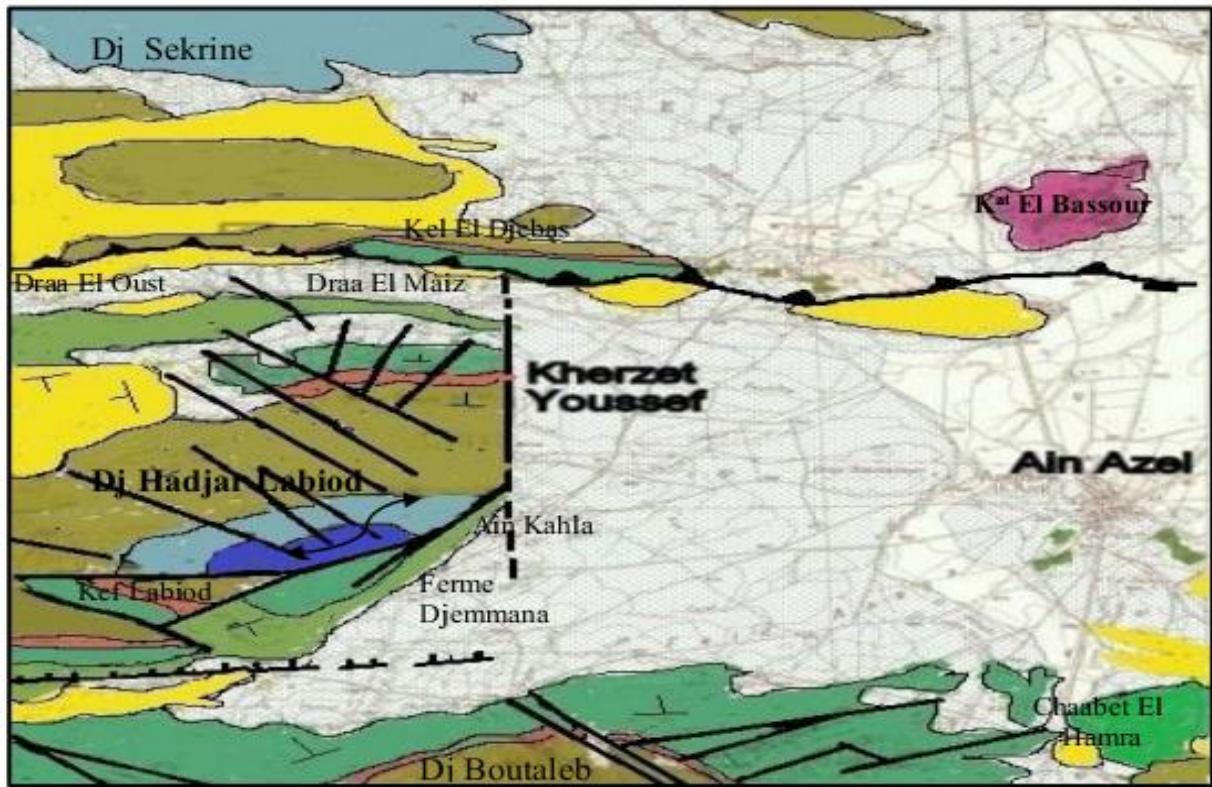 Dj Sekrine
Kat El Bassour
Kel El Djebas
Draa El Oust
Draa El Maiz
Kherzet
Youssef
Ain Azel
Dj Hadjar Labiod
Ain Kahla
Kef Labiod
Ferme
Djemmana
Chaabet El
Hamra
Dj Boutaleb